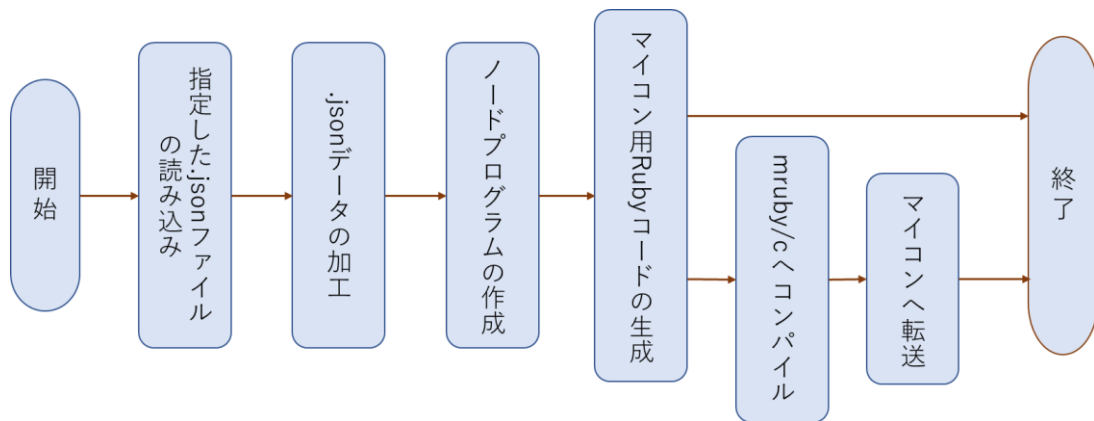 開始
指定した.jsonファイル
の読み込み
.jsonデータの加工
ノードプログラムの作成
マイコン用Rubyコードの生成
mruby/cへコンパイル
マイコンへ転送
終了